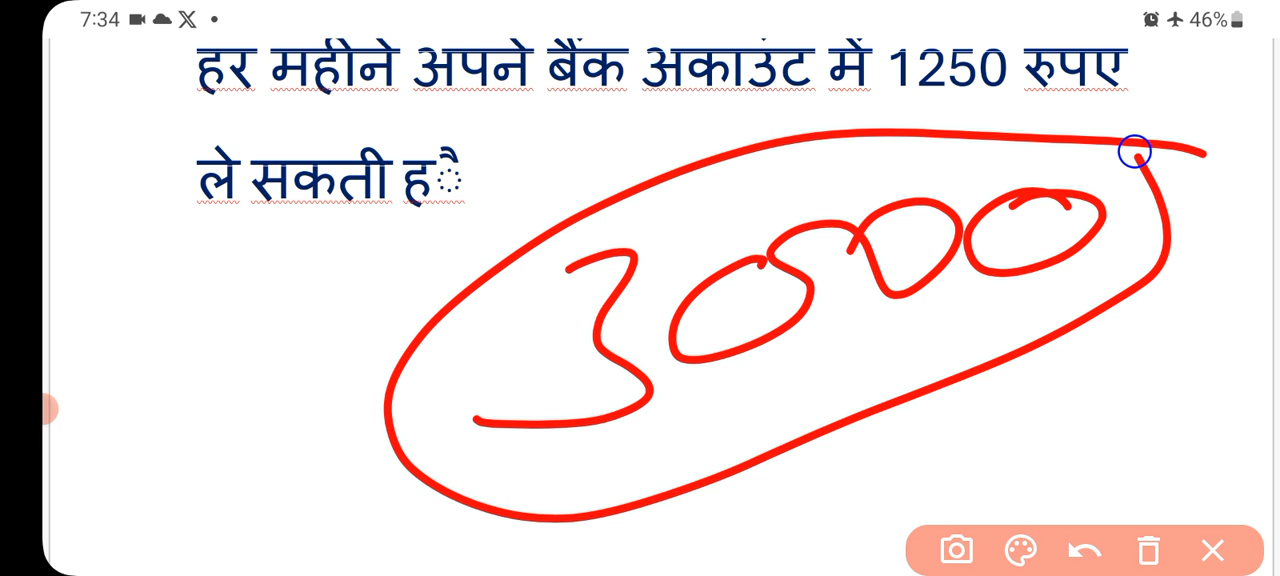 7:34
46%
हर महीने अपने बैंक अकाउंट में 1250 रुपए
ले सकती है
3000